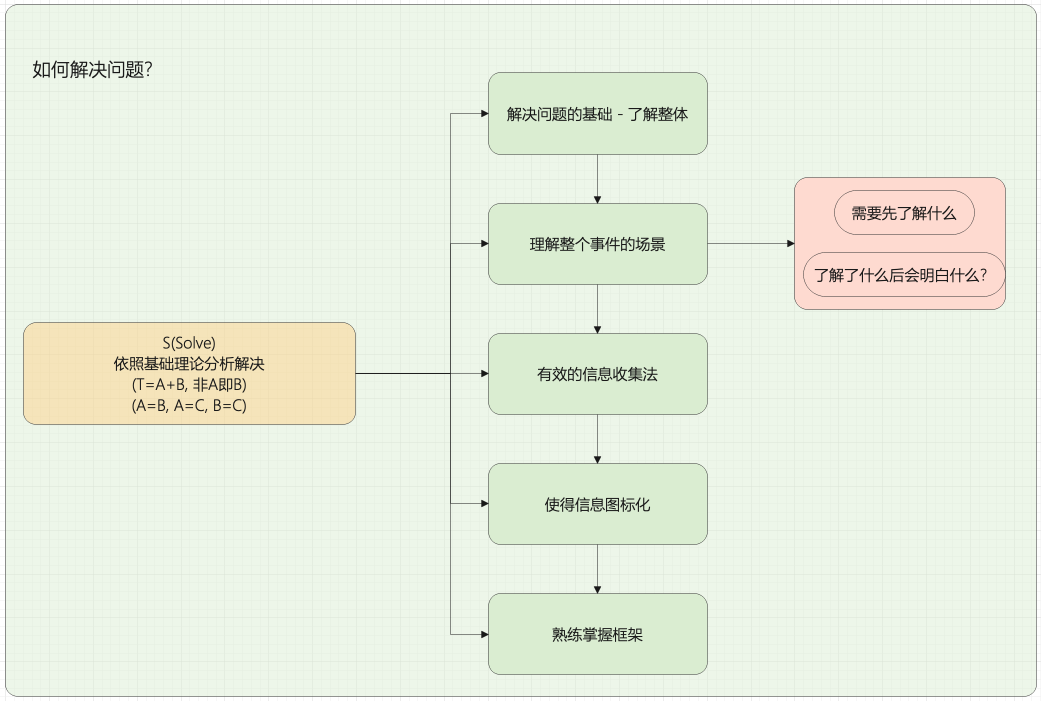 如何解决问题?
解决问题的基础 - 了解整体
理解整个事件的场景
需要先了解什么
了解了什么后会明白什么?
S(Solve)
依照基础理论分析解决
(T=A+B, 非A即B)
(A=B, A=C, B=C)
有效的信息收集法
使得信息图标化
熟练掌握框架